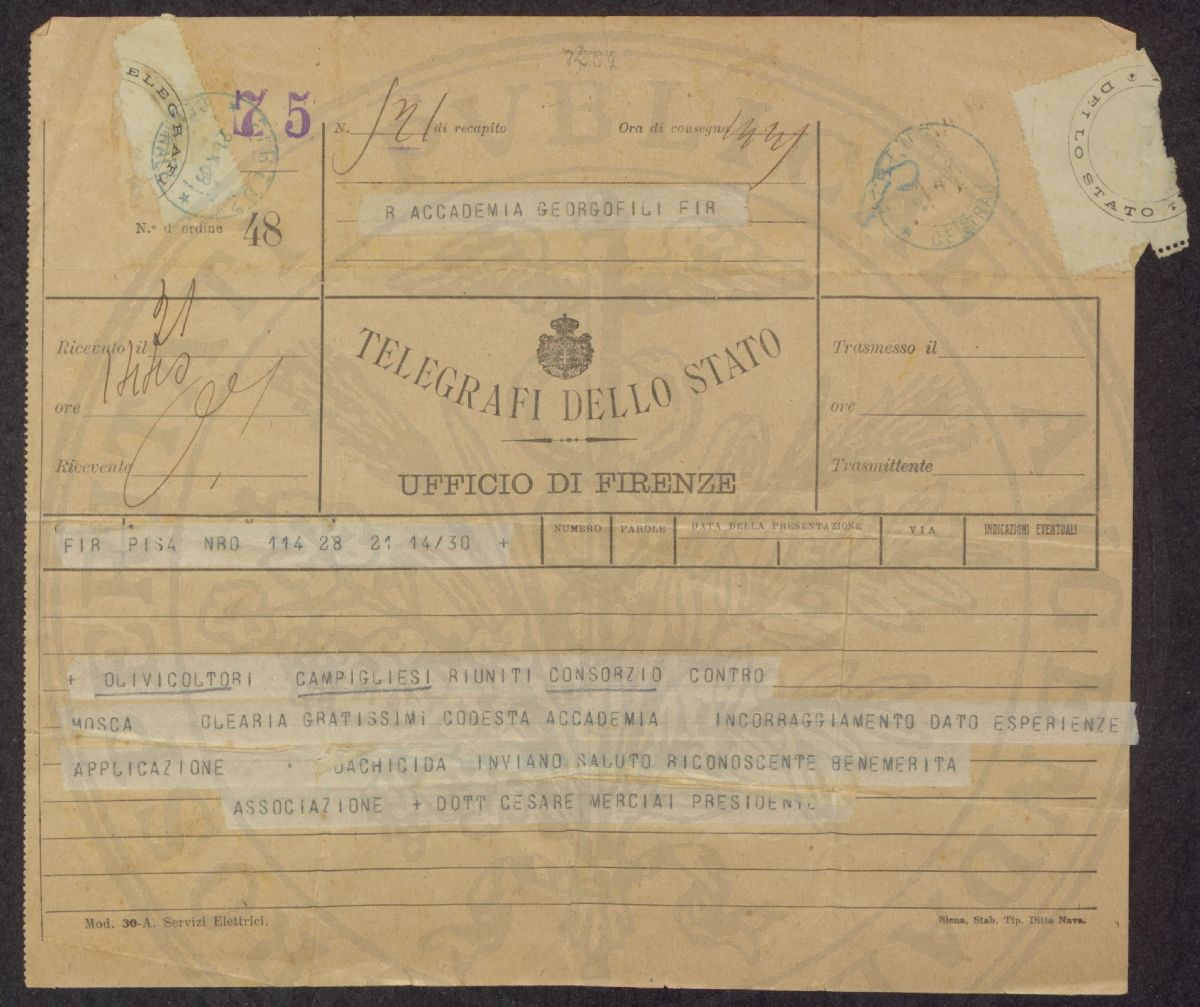 7284
ELEGRAFI
75
N. 521 di recapito Ora di consegna
DELLO STATO
FIRENZE
CENTRA
R ACCADEMIA GEORGOFILI FIR
N.º d' ordine 48
Ricevuto il 21
ore
Ricevente
TELEGRAFI DELLO STATO
UFFICIO DI FIRENZE
Trasmesso il
ore
Trasmittente
FIR PISA NRO 114 28 21 14/30 +
NUMERO PAROLE DATA DELLA PRESENTAZIONE VIA INDICAZIONI EVENTUALI
+ OLIVICOLTORI CAMPIGLIESI RIUNITI CONSORZIO CONTRO
MOSCA OLEARIA GRATISSIMI CODESTA ACCADEMIA INCORRAGGIAMENTO DATO ESPERIENZE
APPLICAZIONE DACHICIDA INVIANO SALUTO RICONOSCENTE BENEMERITA
ASSOCIAZIONE + DOTT CESARE MERCIAI PRESIDENTE
Mod. 30-A. Servizi Elettrici.
Siena, Stab. Tip. Ditta Nava.